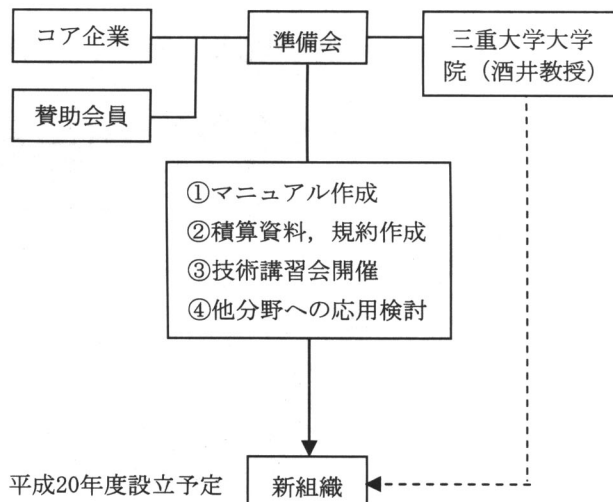 コア企業
準備会
三重大学大学
院（酒井教授）
賛助会員
①マニュアル作成
②積算資料，規約作成
③技術講習会開催
④他分野への応用検討
平成20年度設立予定
新組織